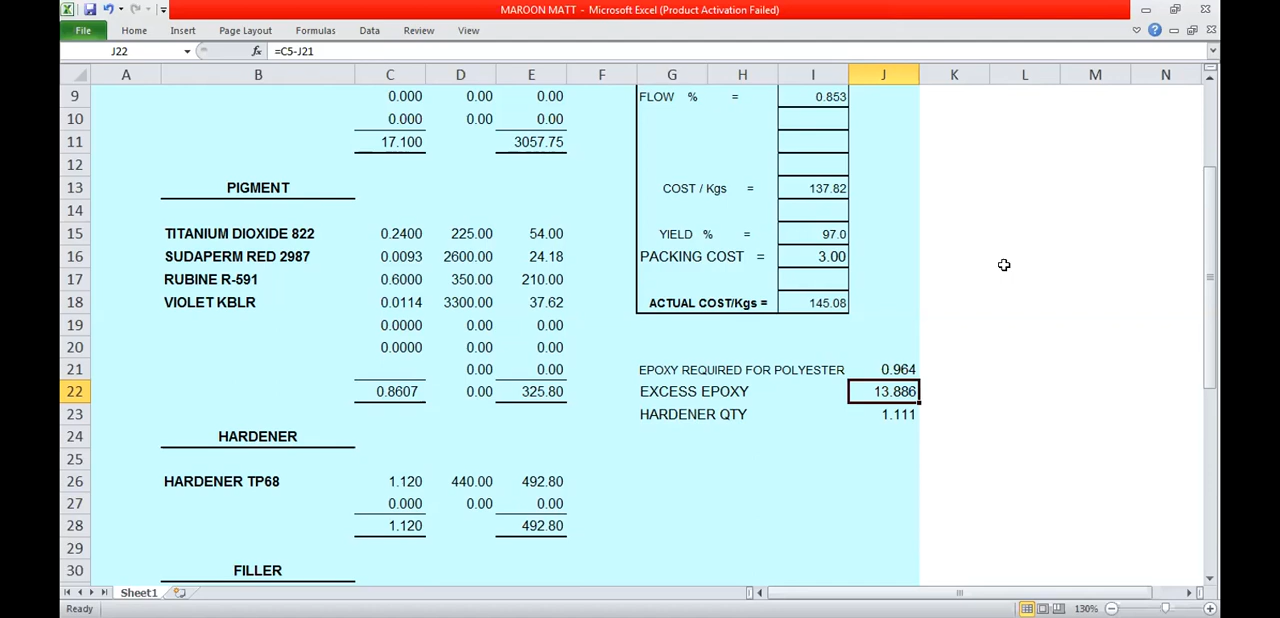 MAROON MATT - Microsoft Excel (Product Activation Failed)
File Home Insert Page Layout Formulas Data Review View
J22 fx =C5-J21
A B C D E F G H I J K L M N
9 0.000 0.00 0.00 FLOW % = 0.853
10 0.000 0.00 0.00
11 17.100 3057.75
12
13 PIGMENT COST / Kgs = 137.82
14
15 TITANIUM DIOXIDE 822 0.2400 225.00 54.00 YIELD % = 97.0
16 SUDAPERM RED 2987 0.0093 2600.00 24.18 PACKING COST = 3.00
17 RUBINE R-591 0.6000 350.00 210.00
18 VIOLET KBLR 0.0114 3300.00 37.62 ACTUAL COST/Kgs = 145.08
19 0.0000 0.00 0.00
20 0.0000 0.00 0.00
21 0.00 0.00 EPOXY REQUIRED FOR POLYESTER 0.964
22 0.8607 0.00 325.80 EXCESS EPOXY 13.886
23 HARDENER QTY 1.111
24 HARDENER
25
26 HARDENER TP68 1.120 440.00 492.80
27 0.000 0.00 0.00
28 1.120 492.80
29
30 FILLER
Sheet1
Ready 130%